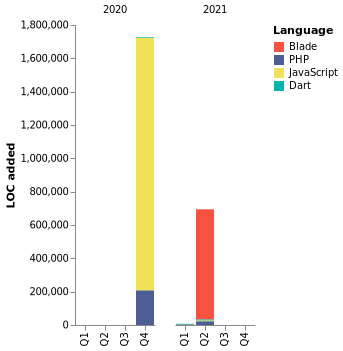 2020 2021
Language
Blade
PHP
JavaScript
Dart
LOC added
1,800,000
1,600,000
1,400,000
1,200,000
1,000,000
800,000
600,000
400,000
200,000
0
Q1 Q2 Q3 Q4 Q1 Q2 Q3 Q4